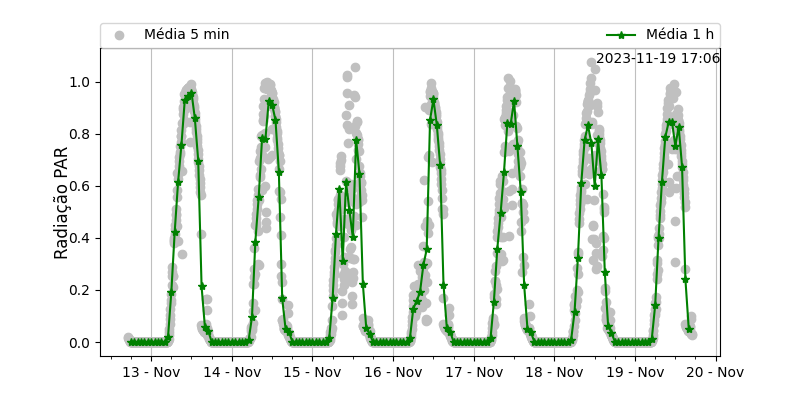 Média 5 min
Média 1 h
2023-11-19 17:06
Radiação PAR
1.0
0.8
0.6
0.4
0.2
0.0
13 - Nov
14 - Nov
15 - Nov
16 - Nov
17 - Nov
18 - Nov
19 - Nov
20 - Nov